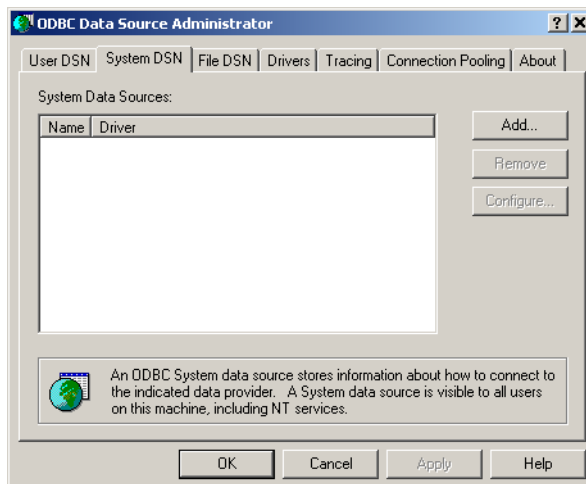 ODBC Data Source Administrator
User DSN System DSN File DSN Drivers Tracing Connection Pooling About
System Data Sources:
Name Driver
Add...
Remove
Configure...
An ODBC System data source stores information about how to connect to
the indicated data provider. A System data source is visible to all users
on this machine, including NT services.
OK Cancel Apply Help